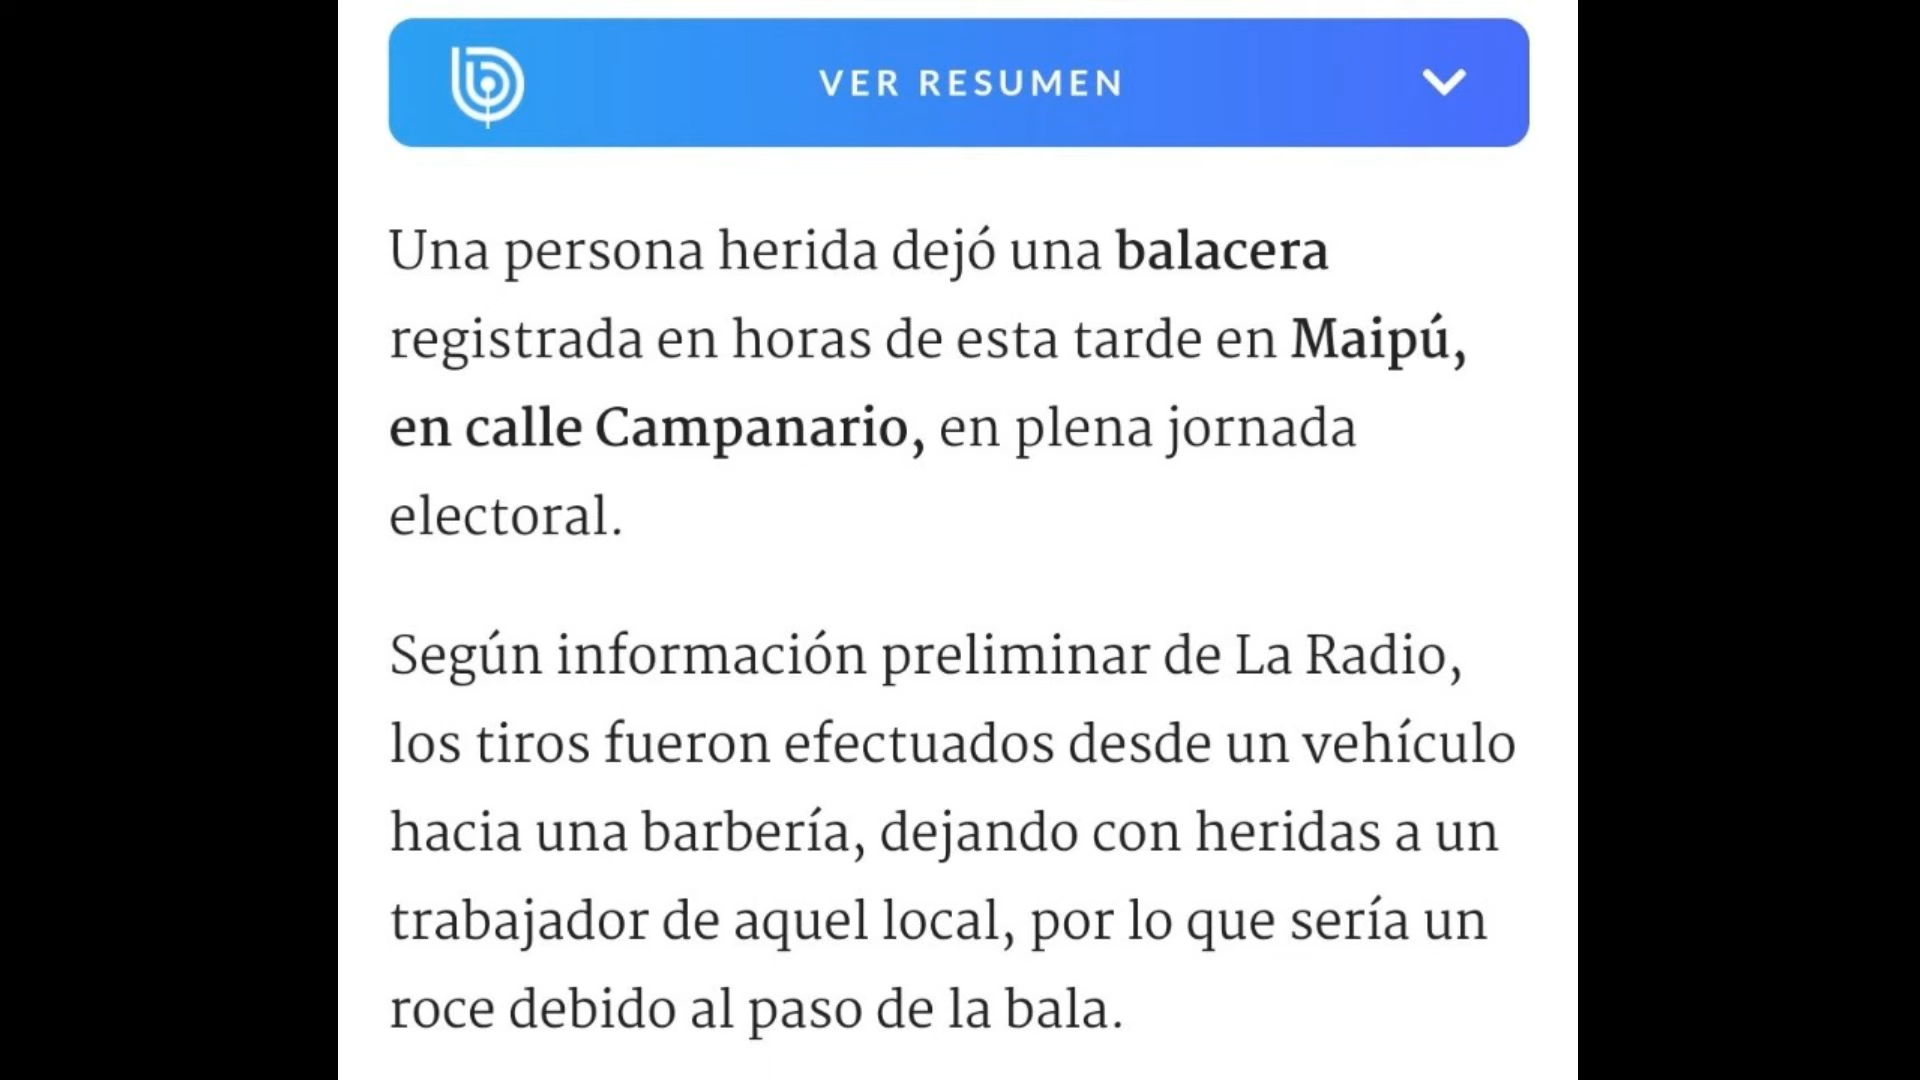 VER RESUMEN
Una persona herida dejó una balacera
registrada en horas de esta tarde en Maipú,
en calle Campanario, en plena jornada
electoral.
Según información preliminar de La Radio,
los tiros fueron efectuados desde un vehículo
hacia una barbería, dejando con heridas a un
trabajador de aquel local, por lo que sería un
roce debido al paso de la bala.